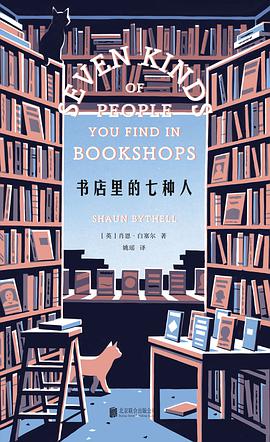 SEVEN KINDS
OF
PEOPLE
YOU FIND IN
BOOKSHOPS
书店里的七种人
SHAUN BYTHELL
[英]肖恩·白塞尔 著
姚瑶 译
北京联合出版公司